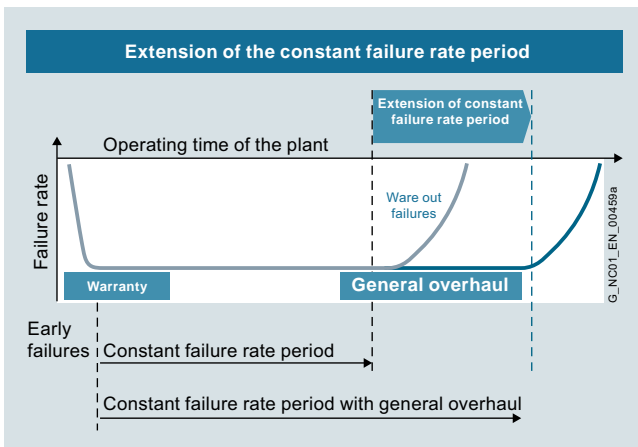 Extension of the constant failure rate period
Extension of constant
failure rate period
Operating time of the plant
Failure rate
Ware out
failures
G_NC01_EN_00459a
Warranty
General overhaul
Early
failures
Constant failure rate period
Constant failure rate period with general overhaul